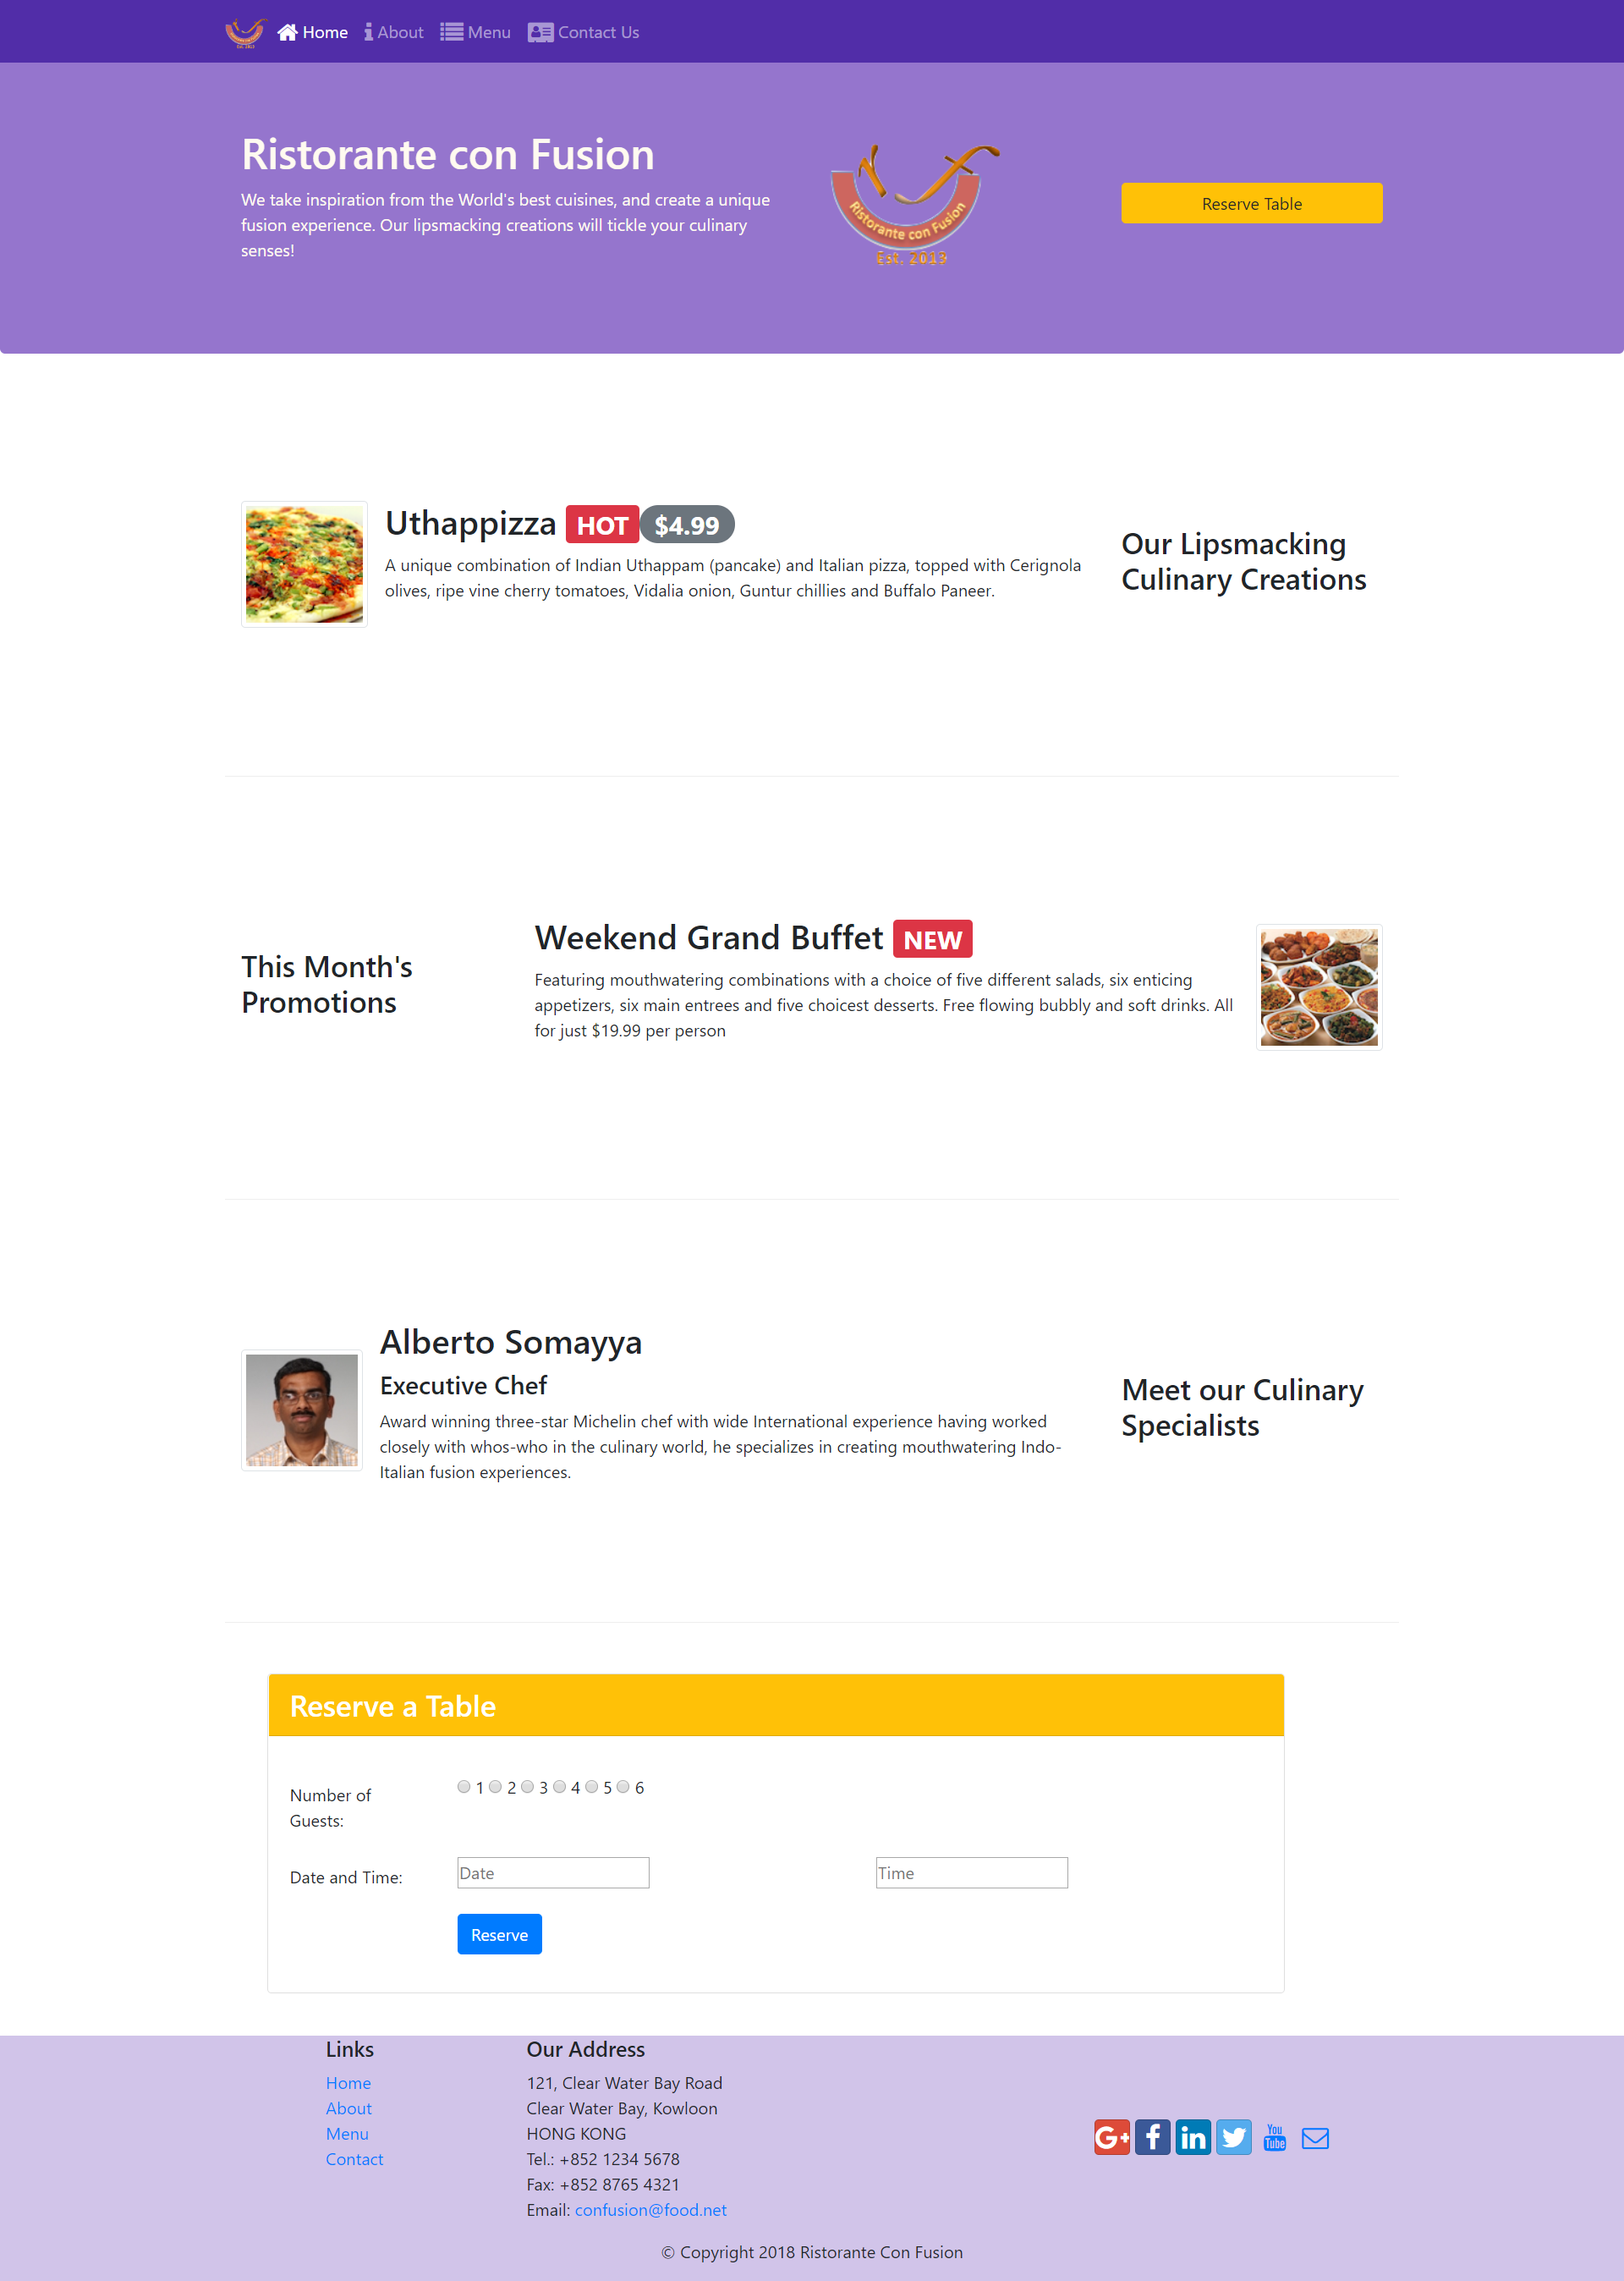 Home About Menu Contact Us
Ristorante con Fusion
We take inspiration from the World's best cuisines, and create a unique
fusion experience. Our lipsmacking creations will tickle your culinary
senses!
Ristorante con Fusion
Est. 2013
Reserve Table
Uthappizza HOT $4.99
A unique combination of Indian Uthappam (pancake) and Italian pizza, topped with Cerignola
olives, ripe vine cherry tomatoes, Vidalia onion, Guntur chillies and Buffalo Paneer.
Our Lipsmacking
Culinary Creations
This Month's
Promotions
Weekend Grand Buffet NEW
Featuring mouthwatering combinations with a choice of five different salads, six enticing
appetizers, six main entrees and five choicest desserts. Free flowing bubbly and soft drinks. All
for just $19.99 per person
Alberto Somayya
Executive Chef
Award winning three-star Michelin chef with wide International experience having worked
closely with whos-who in the culinary world, he specializes in creating mouthwatering Indo-
Italian fusion experiences.
Meet our Culinary
Specialists
Reserve a Table
Number of
Guests:
1 2 3 4 5 6
Date and Time:
Date
Time
Reserve
Links
Home
About
Menu
Contact
Our Address
121, Clear Water Bay Road
Clear Water Bay, Kowloon
HONG KONG
Tel.: +852 1234 5678
Fax: +852 8765 4321
Email: confusion@food.net
G+ f in You Tube
© Copyright 2018 Ristorante Con Fusion